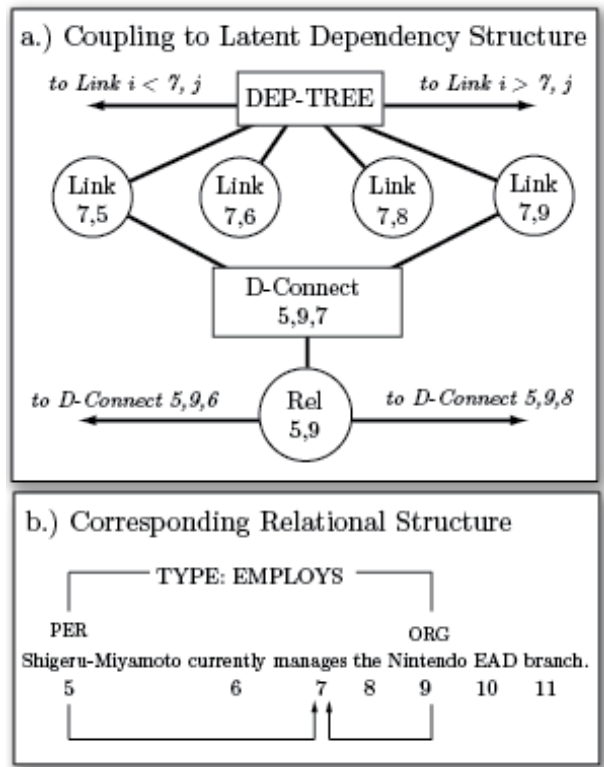 a.) Coupling to Latent Dependency Structure
to Link i < 7, j
to Link i > 7, j
DEP-TREE
Link 7,5
Link 7,6
Link 7,8
Link 7,9
D-Connect
5,9,7
to D-Connect 5,9,6
Rel 5,9
to D-Connect 5,9,8
b.) Corresponding Relational Structure
TYPE: EMPLOYS
PER ORG
Shigeru-Miyamoto currently manages the Nintendo EAD branch.
5 6 7 8 9 10 11